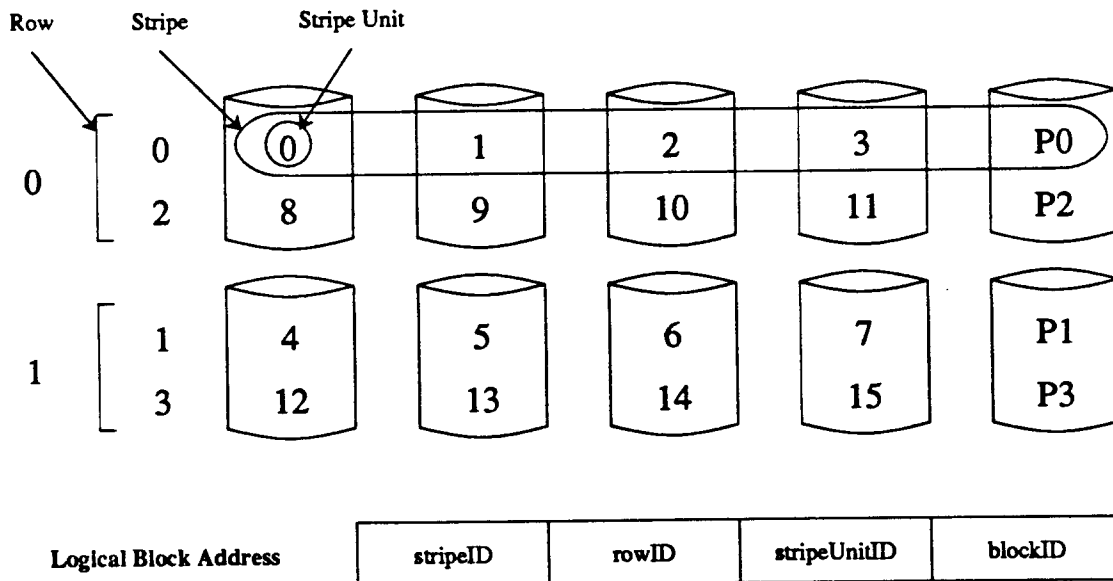 Row Stripe Stripe Unit
0 0 1 2 3 P0
0
2 8 9 10 11 P2
1 4 5 6 7 P1
1
3 12 13 14 15 P3
Logical Block Address stripeID rowID stripeUnitID blockID